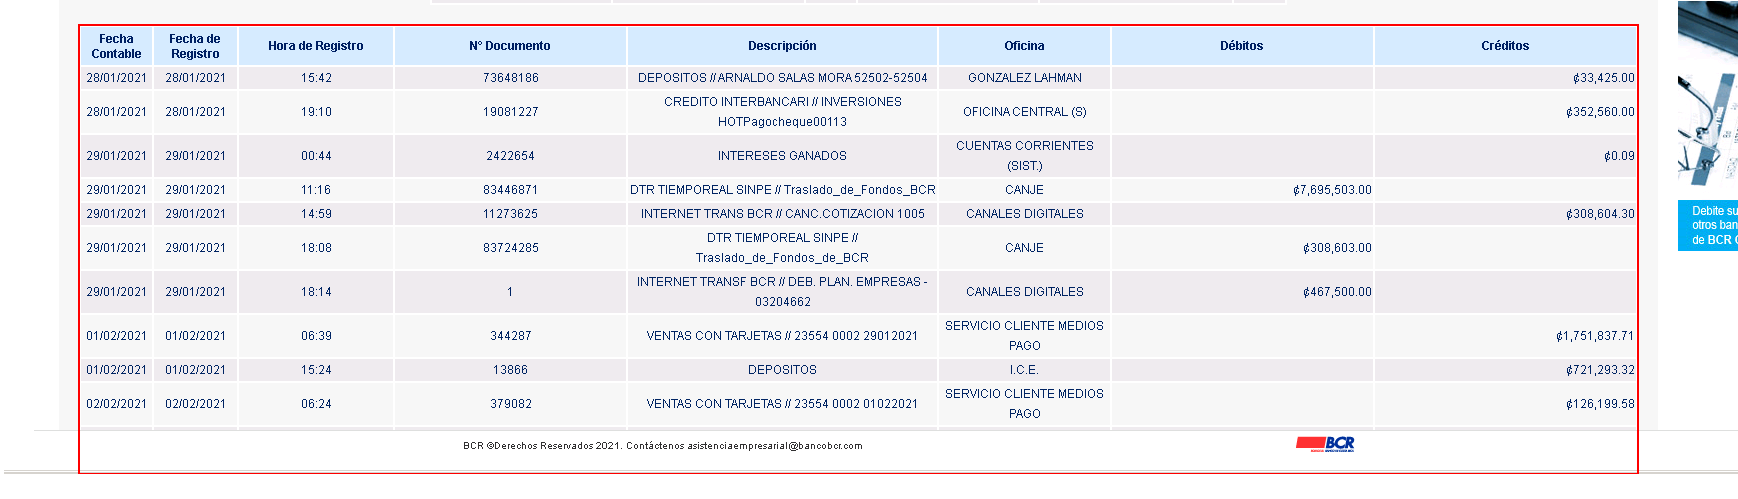 Fecha Contable Fecha de Registro Hora de Registro N° Documento Descripción Oficina Débitos Créditos
28/01/2021 28/01/2021 15:42 73648186 DEPOSITOS // ARNALDO SALAS MORA 52502-52504 GONZALEZ LAHMAN ₡33,425.00
28/01/2021 28/01/2021 19:10 19081227 CREDITO INTERBANCARI // INVERSIONES HOTPagocheque00113 OFICINA CENTRAL (S) ₡352,560.00
29/01/2021 29/01/2021 00:44 2422654 INTERESES GANADOS CUENTAS CORRIENTES (SIST.) ₡0.09
29/01/2021 29/01/2021 11:16 83446871 DTR TIEMPOREAL SINPE // Traslado_de_Fondos_BCR CANJE ₡7,695,503.00
29/01/2021 29/01/2021 14:59 11273625 INTERNET TRANS BCR // CANC.COTIZACION 1005 CANALES DIGITALES ₡308,604.30
29/01/2021 29/01/2021 18:08 83724285 DTR TIEMPOREAL SINPE // Traslado_de_Fondos_de_BCR CANJE ₡308,603.00
29/01/2021 29/01/2021 18:14 1 INTERNET TRANSF BCR // DEB. PLAN. EMPRESAS - 03204662 CANALES DIGITALES ₡467,500.00
01/02/2021 01/02/2021 06:39 344287 VENTAS CON TARJETAS // 23554 0002 29012021 SERVICIO CLIENTE MEDIOS PAGO ₡1,751,837.71
01/02/2021 01/02/2021 15:24 13866 DEPOSITOS I.C.E. ₡721,293.32
02/02/2021 02/02/2021 06:24 379082 VENTAS CON TARJETAS // 23554 0002 01022021 SERVICIO CLIENTE MEDIOS PAGO ₡126,199.58
BCR ©Derechos Reservados 2021. Contáctenos asistenciaempresarial@bancobcr.com
BCR
Debite su
otros ban
de BCR